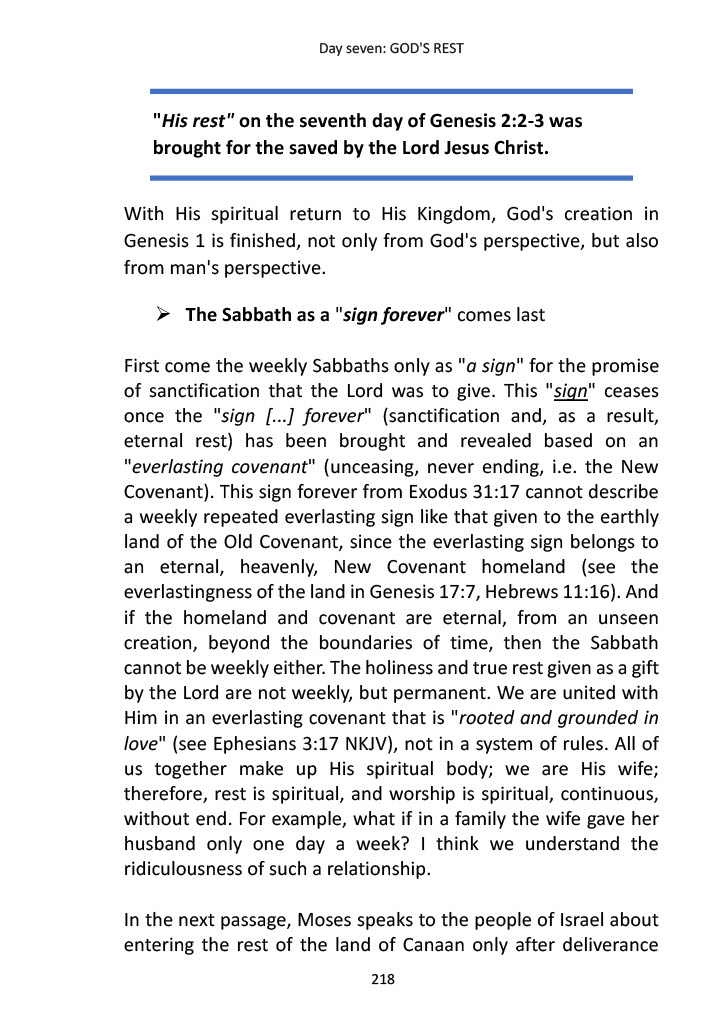 Day seven: GOD'S REST
"His rest" on the seventh day of Genesis 2:2-3 was
brought for the saved by the Lord Jesus Christ.
With His spiritual return to His Kingdom, God's creation in
Genesis 1 is finished, not only from God's perspective, but also
from man's perspective.
➢ The Sabbath as a "sign forever" comes last
First come the weekly Sabbaths only as "a sign" for the promise
of sanctification that the Lord was to give. This "sign" ceases
once the "sign [...] forever" (sanctification and, as a result,
eternal rest) has been brought and revealed based on an
"everlasting covenant" (unceasing, never ending, i.e. the New
Covenant). This sign forever from Exodus 31:17 cannot describe
a weekly repeated everlasting sign like that given to the earthly
land of the Old Covenant, since the everlasting sign belongs to
an eternal, heavenly, New Covenant homeland (see the
everlastingness of the land in Genesis 17:7, Hebrews 11:16). And
if the homeland and covenant are eternal, from an unseen
creation, beyond the boundaries of time, then the Sabbath
cannot be weekly either. The holiness and true rest given as a gift
by the Lord are not weekly, but permanent. We are united with
Him in an everlasting covenant that is "rooted and grounded in
love" (see Ephesians 3:17 NKJV), not in a system of rules. All of
us together make up His spiritual body; we are His wife;
therefore, rest is spiritual, and worship is spiritual, continuous,
without end. For example, what if in a family the wife gave her
husband only one day a week? I think we understand the
ridiculousness of such a relationship.
In the next passage, Moses speaks to the people of Israel about
entering the rest of the land of Canaan only after deliverance
218